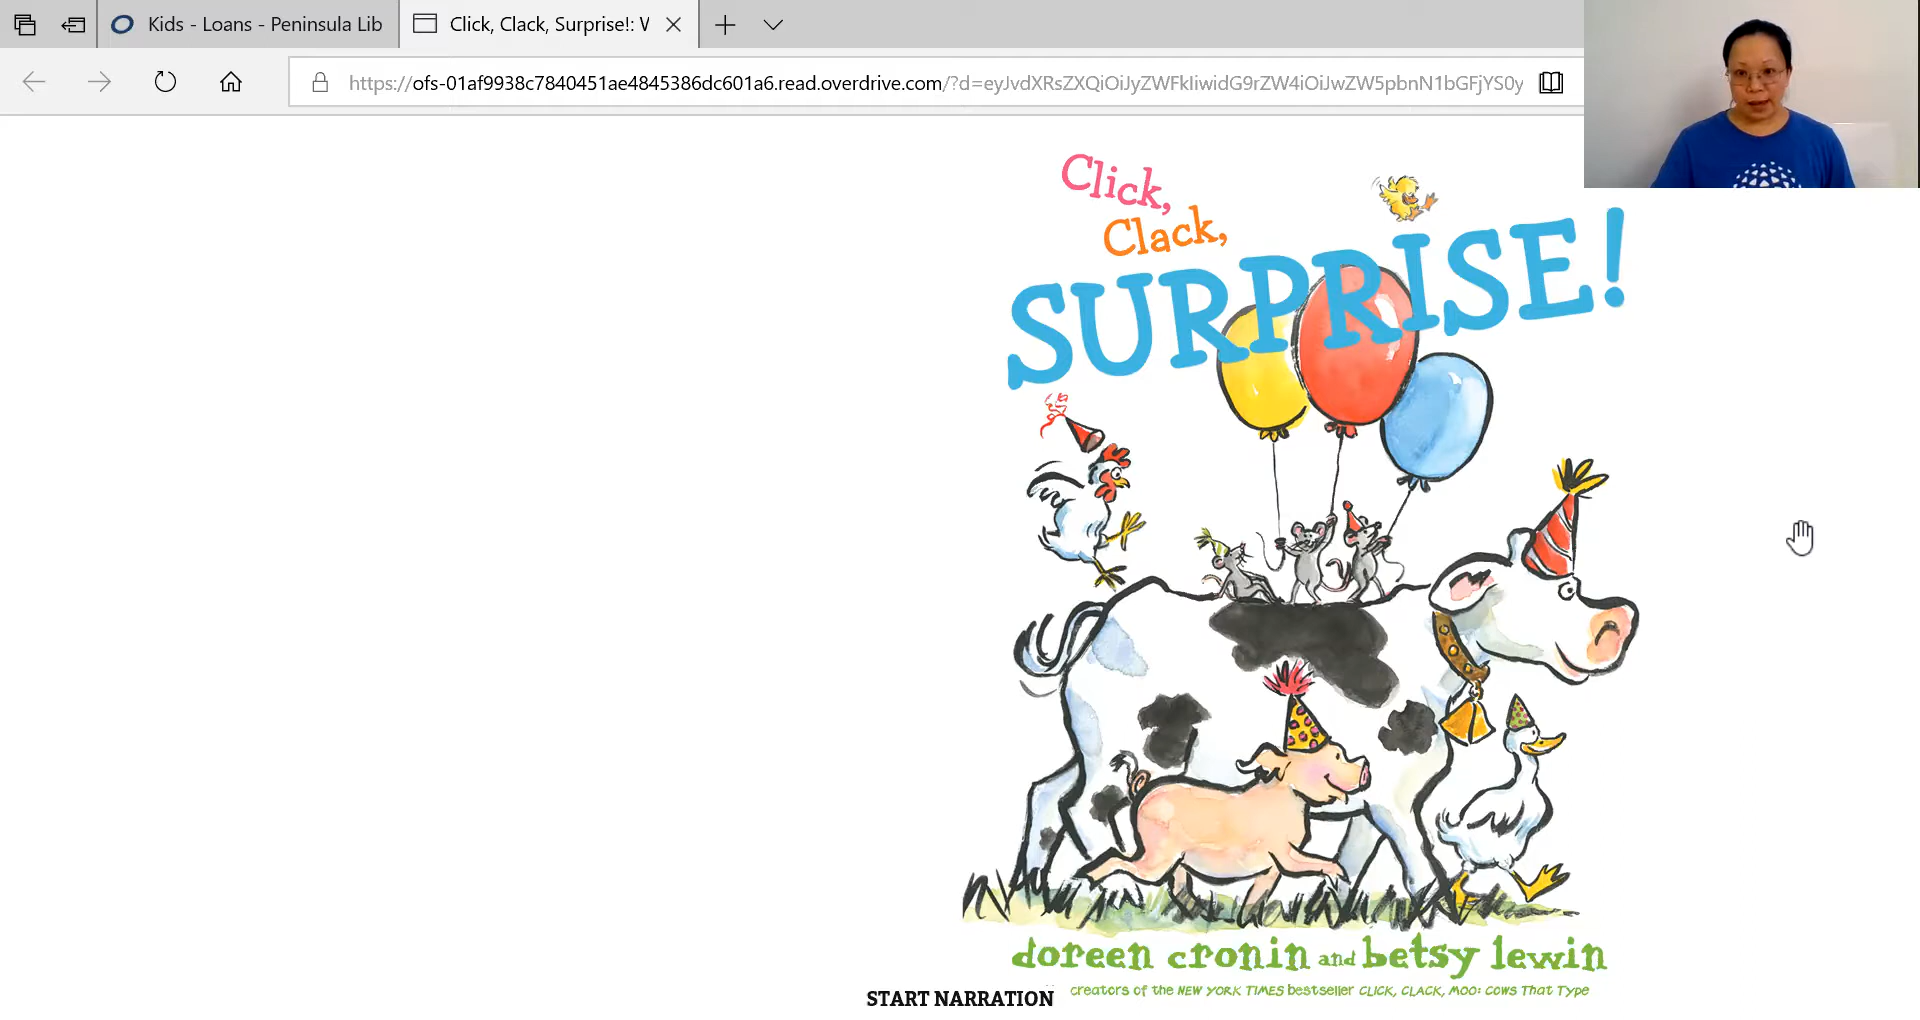 Kids - Loans - Peninsula Lib
Click, Clack, Surprise!: W
https://ofs-01af9938c7840451ae4845386dc601a6.read.overdrive.com/?d=eyJvdXRsZXQiOiJyZWFkIiwidG9rZW4iOiJwZW5pbnN1bGFjYS0y
Click,
Clack,
SURPRISE!
doreen cronin and betsy lewin
START NARRATION
creators of the NEW YORK TIMES bestseller CLICK, CLACK, MOO: Cows That Type